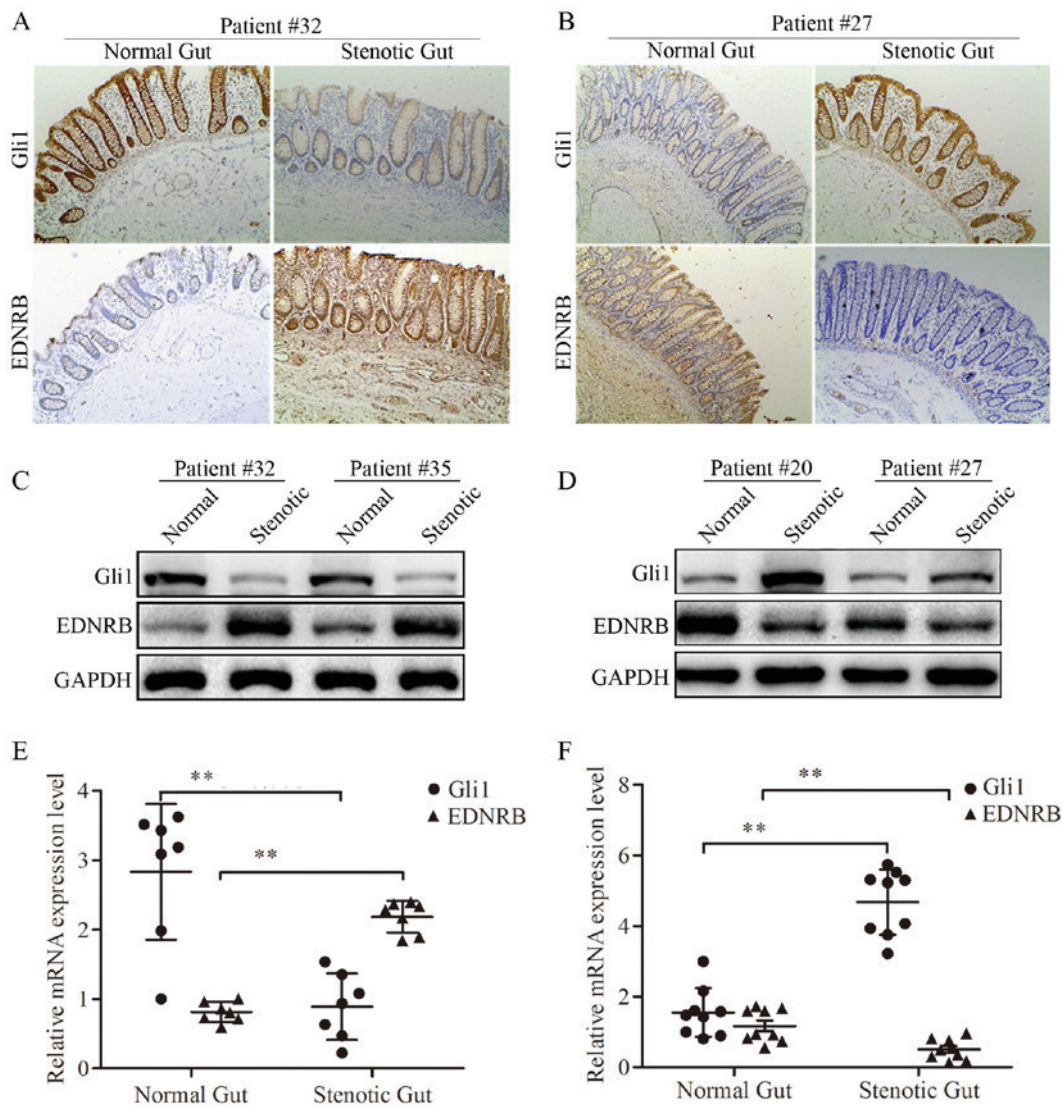 A
Patient #32
Normal Gut Stenotic Gut
Gli1
EDNRB
B
Patient #27
Normal Gut Stenotic Gut
Gli1
EDNRB
C
Patient #32 Patient #35
Normal Stenotic Normal Stenotic
Gli1
EDNRB
GAPDH
D
Patient #20 Patient #27
Normal Stenotic Normal Stenotic
Gli1
EDNRB
GAPDH
E
Relative mRNA expression level
4
3
2
1
0
**
**
Gli1
EDNRB
Normal Gut Stenotic Gut
F
Relative mRNA expression level
8
6
4
2
0
**
**
Gli1
EDNRB
Normal Gut Stenotic Gut